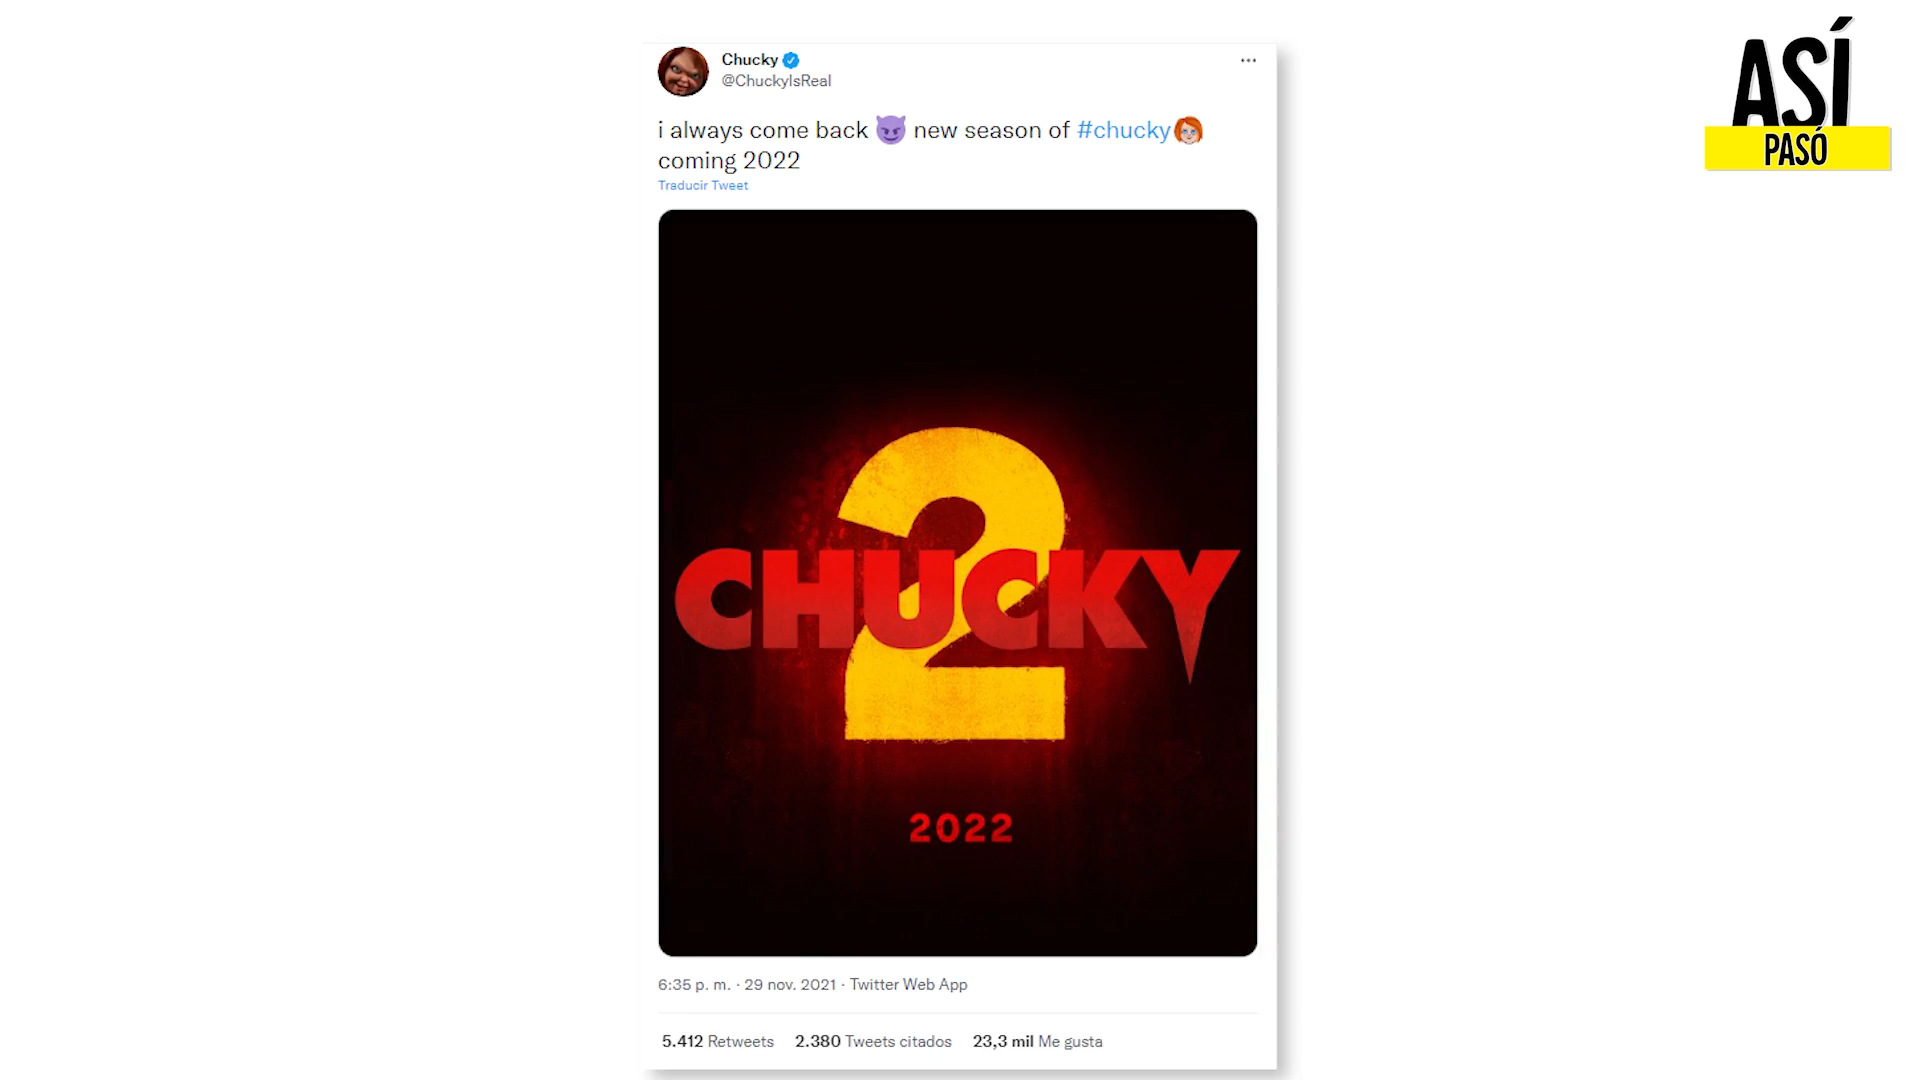 Chucky
@ChuckyIsReal
i always come back 😈 new season of #chucky
coming 2022
Traducir Tweet
2
CHUCKY
2022
6:35 p. m. · 29 nov. 2021 · Twitter Web App
5.412 Retweets 2.380 Tweets citados 23,3 mil Me gusta
ASÍ
PASÓ